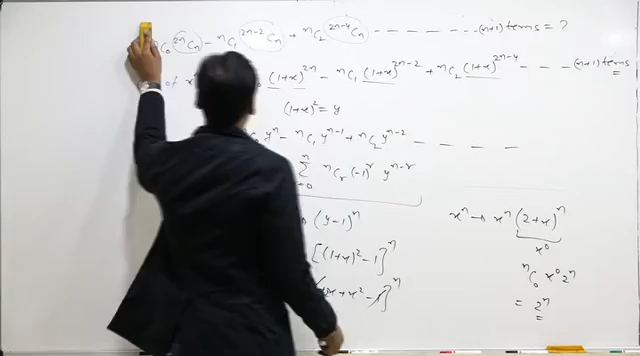 C₀ ²ⁿCₙ − ⁿC₁ ²ⁿ⁻²Cₙ + ⁿC₂ ²ⁿ⁻⁴Cₙ - - - - - - - - (n+1) terms = ?
of x (1+x)²ⁿ − ⁿC₁ (1+x)²ⁿ⁻² + ⁿC₂ (1+x)²ⁿ⁻⁴ - - - - (n+1) terms
(1+x)² = y
yⁿ − ⁿC₁ yⁿ⁻¹ + ⁿC₂ yⁿ⁻² - - - -
n
Σ ⁿCᵣ (−1)ʳ yⁿ⁻ʳ
=0
(y−1)ⁿ
[(1+x)² − 1]ⁿ
2x + x² − 1]ⁿ
xⁿ → xⁿ (2+x)ⁿ
x⁰
ⁿC₀ x⁰ 2ⁿ
= 2ⁿ